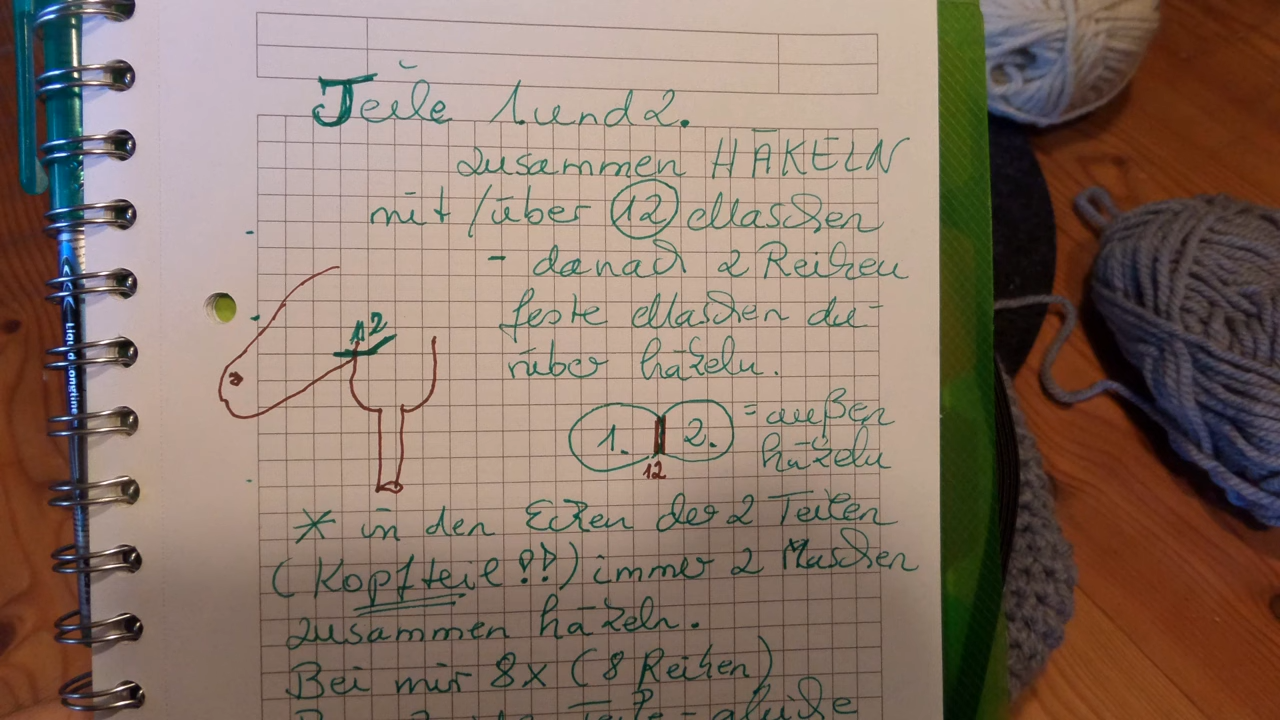 Teile 1. und 2.
zusammen HÄKELN
mit / über 12 Maschen
- danach 2 Reihen
feste Maschen da-
rüber häkeln.
1 2
1. 2. = außen
häkeln
12
* in den Ecken der 2 Teilen
(Kopfteil?!) immer 2 Maschen
zusammen häkeln.
Bei mir 8x (8 Reihen)